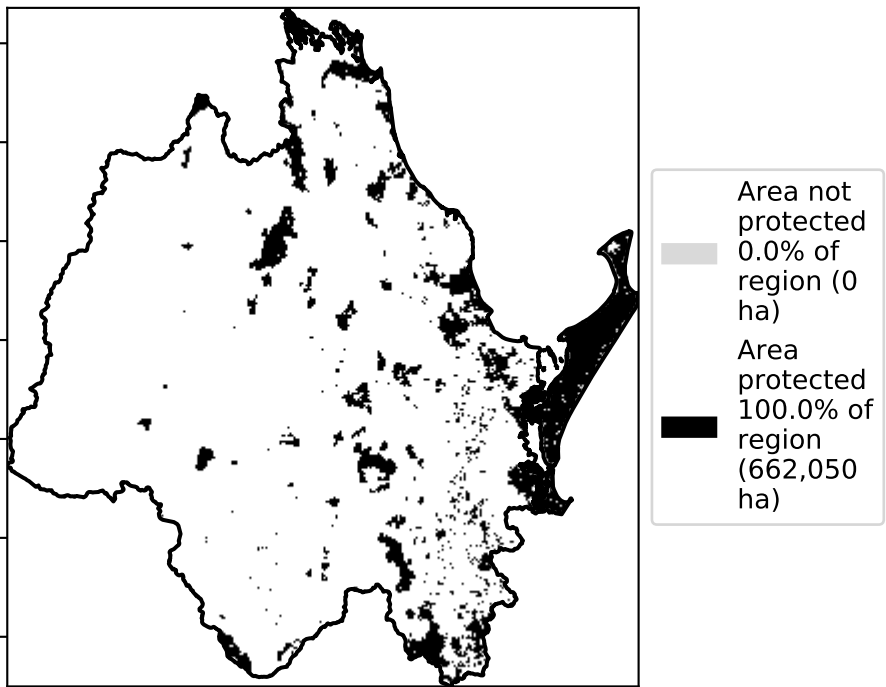 Area not
protected
0.0% of
region (0
ha)
Area
protected
100.0% of
region
(662,050
ha)